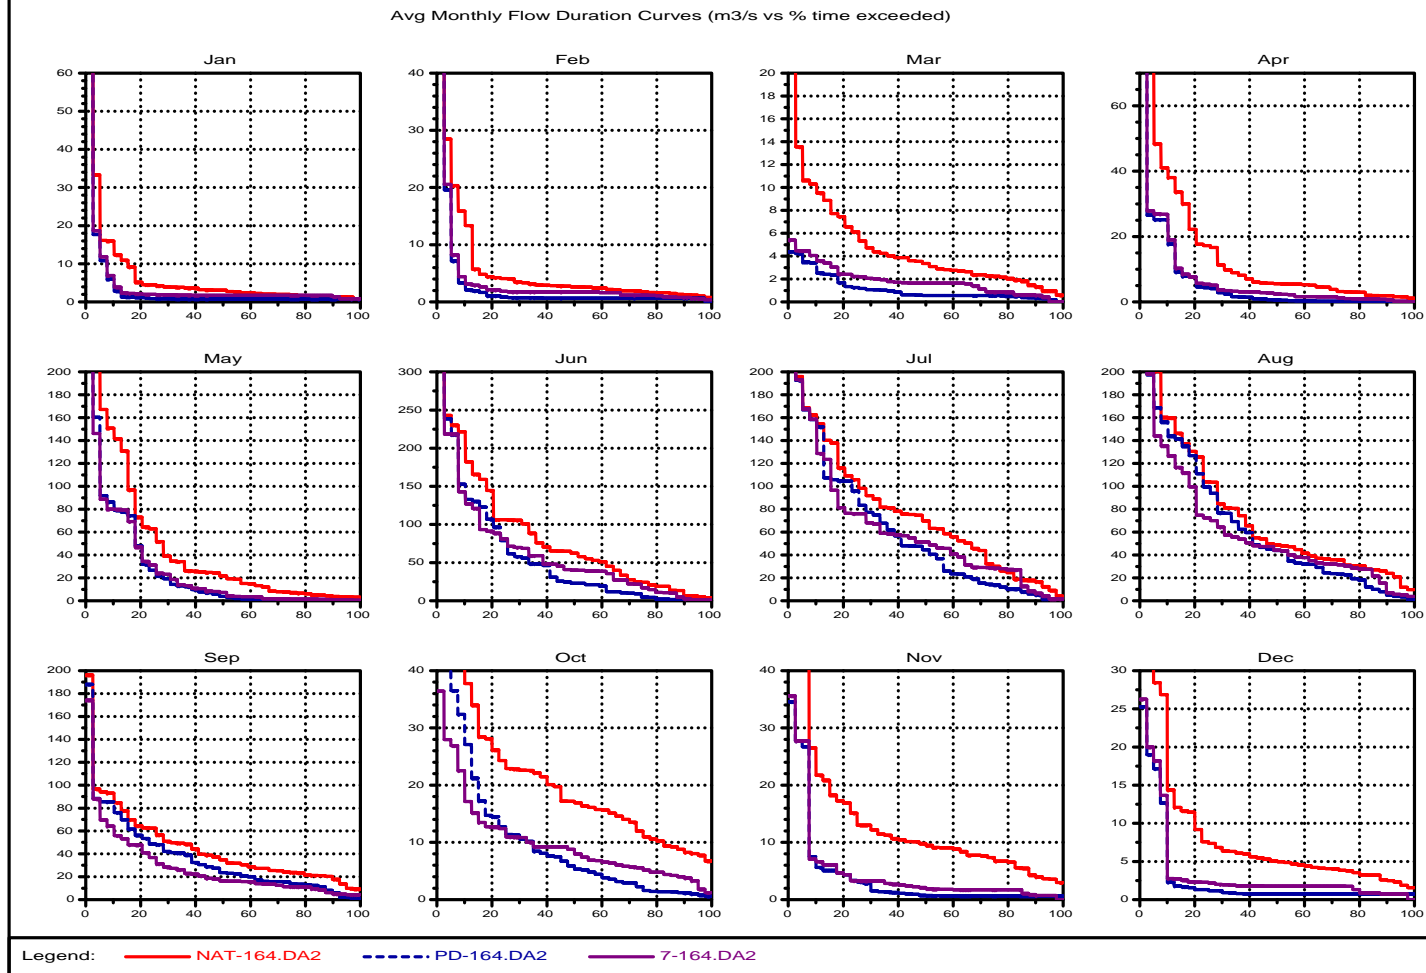 Avg Monthly Flow Duration Curves (m3/s vs % time exceeded)
Jan Feb Mar Apr
60 40 20
18
50 16 60
30
40 14
12 40
30 20 10
8
20 6 20
10
10 4
2
0 0 0 0
0 20 40 60 80 100 0 20 40 60 80 100 0 20 40 60 80 100 0 20 40 60 80 100
May Jun Jul Aug
200 300 200 200
180 180 180
160 250 160 160
140 200 140 140
120 120 120
100 150 100 100
80 80 80
60 100 60 60
40 50 40 40
20 20 20
0 0 0 0
0 20 40 60 80 100 0 20 40 60 80 100 0 20 40 60 80 100 0 20 40 60 80 100
Sep Oct Nov Dec
200 40 40 30
180
160 25
140 30 30
120 20
100 20 20 15
80
60 10
40 10 10
20 5
0 0 0 0
0 20 40 60 80 100 0 20 40 60 80 100 0 20 40 60 80 100 0 20 40 60 80 100
Legend: NAT-164.DA2 PD-164.DA2 7-164.DA2